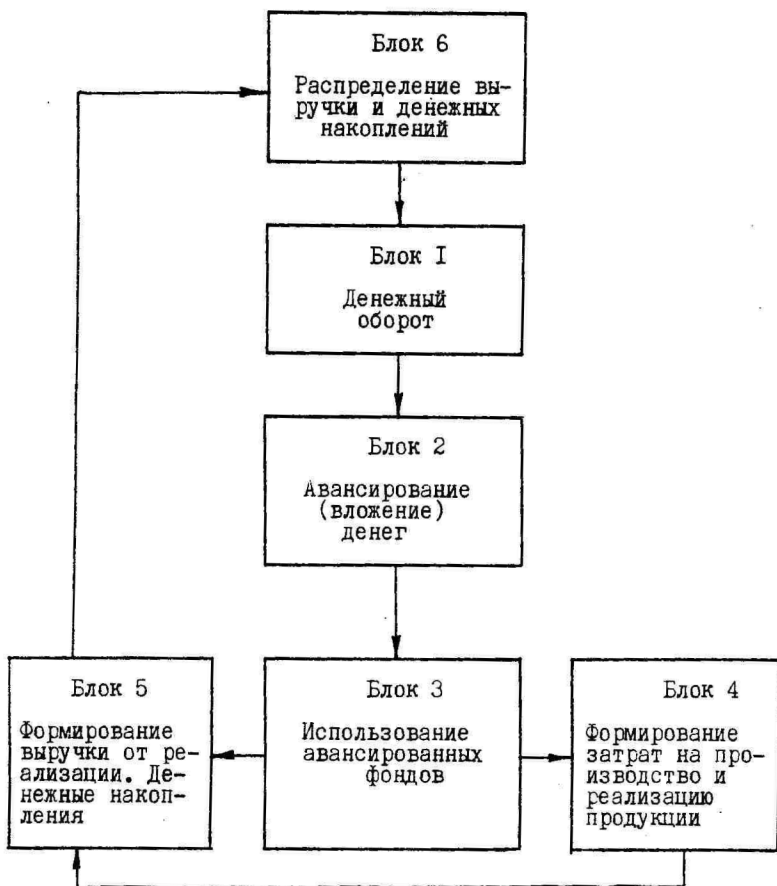 Блок 6
Распределение вы-
ручки и денежных
накоплений
Блок I
Денежный
оборот
Блок 2
Авансирование
(вложение)
денег
Блок 5
Формирование
выручки от ре-
ализации. Де-
нежные накоп-
ления
Блок 3
Использование
авансированных
фондов
Блок 4
Формирование
затрат на про-
изводство и
реализацию
продукции